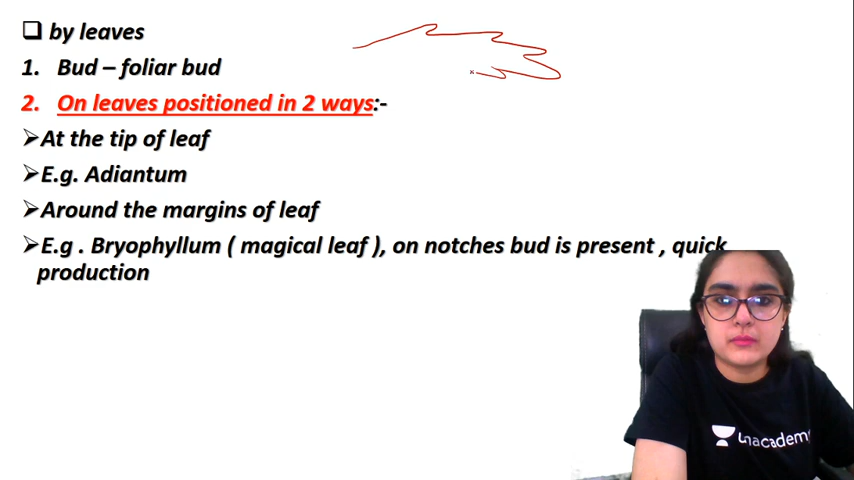 by leaves
1. Bud – foliar bud
2. On leaves positioned in 2 ways:-
At the tip of leaf
E.g. Adiantum
Around the margins of leaf
E.g . Bryophyllum ( magical leaf ), on notches bud is present , quick
production
unacademy